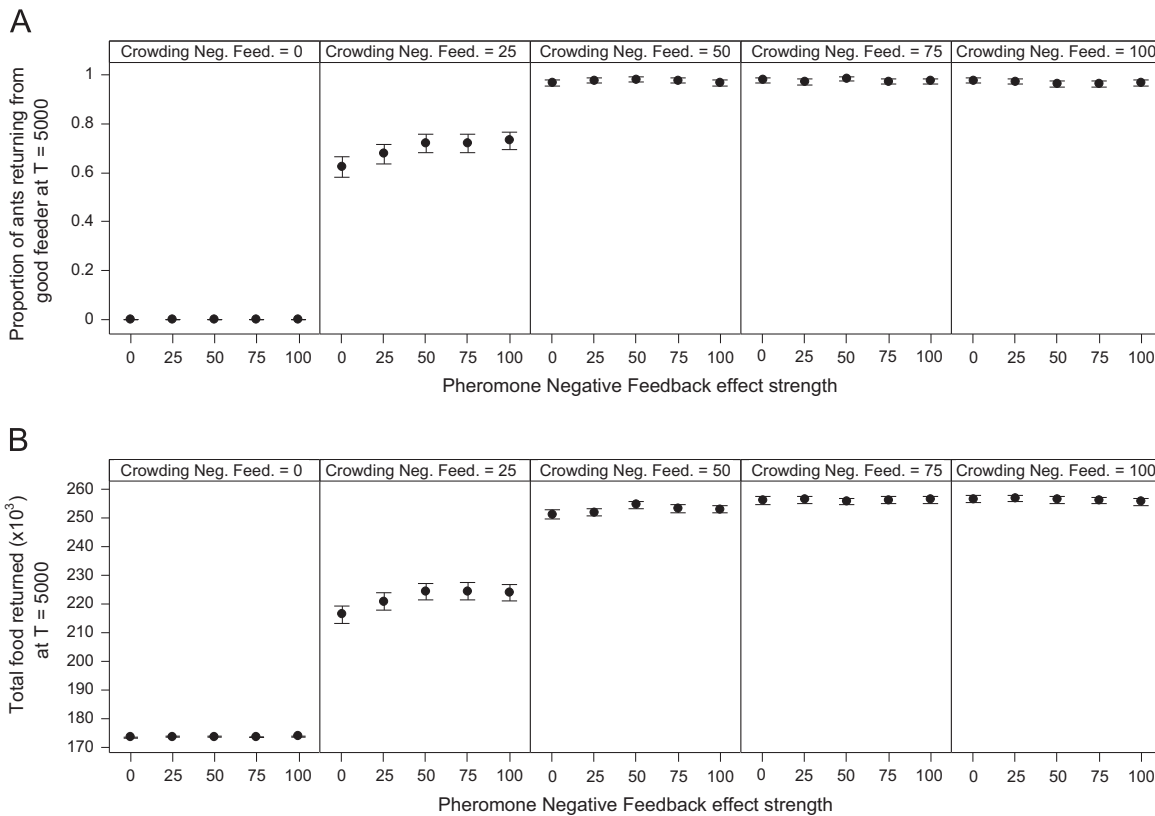 A
Crowding Neg. Feed. = 0 Crowding Neg. Feed. = 25 Crowding Neg. Feed. = 50 Crowding Neg. Feed. = 75 Crowding Neg. Feed. = 100
Proportion of ants returning from
good feeder at T = 5000
1
0.8
0.6
0.4
0.2
0
0 25 50 75 100 0 25 50 75 100 0 25 50 75 100 0 25 50 75 100 0 25 50 75 100
Pheromone Negative Feedback effect strength
B
Crowding Neg. Feed. = 0 Crowding Neg. Feed. = 25 Crowding Neg. Feed. = 50 Crowding Neg. Feed. = 75 Crowding Neg. Feed. = 100
Total food returned (x10³)
at T = 5000
260
250
240
230
220
210
200
190
180
170
0 25 50 75 100 0 25 50 75 100 0 25 50 75 100 0 25 50 75 100 0 25 50 75 100
Pheromone Negative Feedback effect strength